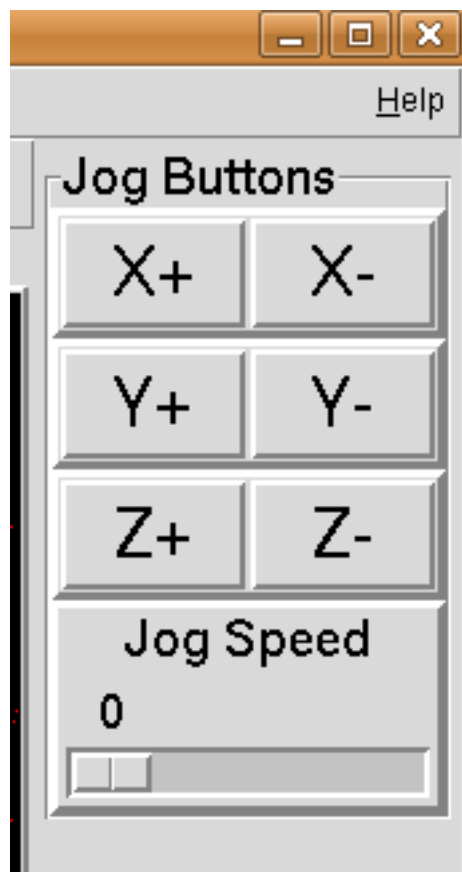 Help
Jog Buttons
X+ X-
Y+ Y-
Z+ Z-
Jog Speed
0